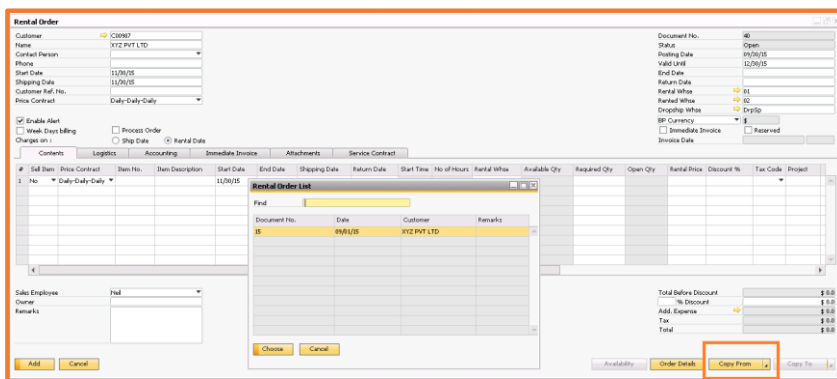 Rental Order
Customer C00987 Document No. 40
Name XYZ PVT LTD Status Open
Contact Person Posting Date 09/30/15
Phone Valid Until 12/30/15
Start Date 11/30/15 End Date
Shipping Date 11/30/15 Return Date
Customer Ref. No. Rental Whse 01
Price Contract Daily-Daily-Daily Rented Whse 02
Dropship Whse DrpSp
Enable Alert BP Currency $
Week Days billing Process Order Immediate Invoice Reserved
Charges on : Ship Date Rental Date Invoice Date
Contents Logistics Accounting Immediate Invoice Attachments Service Contract
# Sell Item Price Contract Item No. Item Description Start Date End Date Shipping Date Return Date Start Time No of Hours Rental Whse Available Qty Required Qty Open Qty Rental Price Discount % Tax Code Project
1 No Daily-Daily-Daily 11/30/15
Rental Order List
Find
Document No. Date Customer Remarks
15 09/01/15 XYZ PVT LTD
Choose Cancel
Sales Employee Neil Total Before Discount $ 0.0
Owner % Discount $ 0.0
Remarks Add. Expense $ 0.0
Tax $ 0.0
Total $ 0.0
Add Cancel Availability Order Details Copy From Copy To